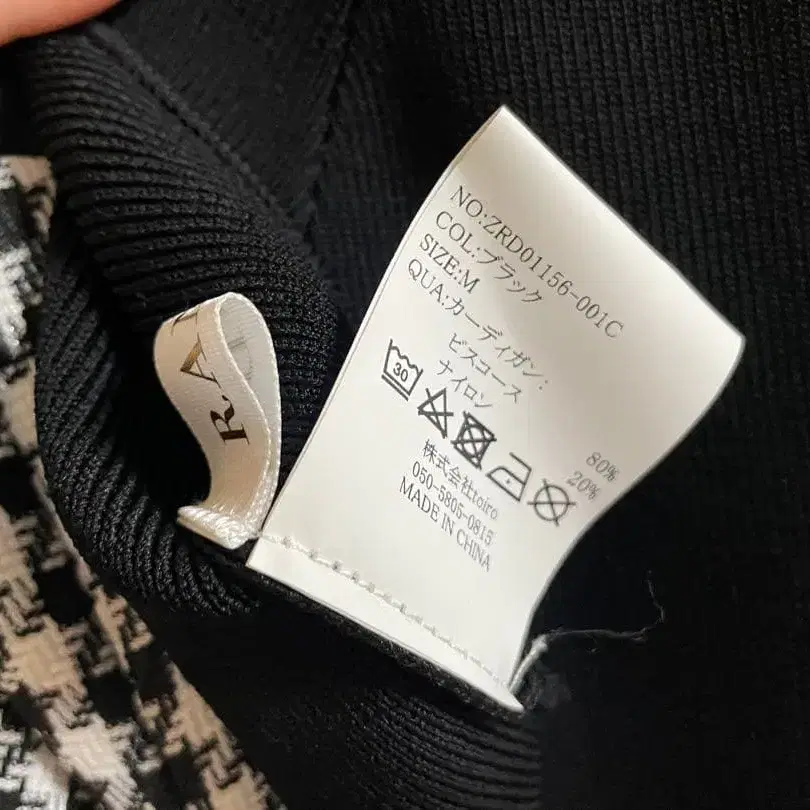 NO:ZRD01156-001C
COL:ブラック
SIZE:M
QUA:カーディガン:
ビスコース 80%
ナイロン 20%
30
株式会社toiro
050-5805-0815
MADE IN CHINA